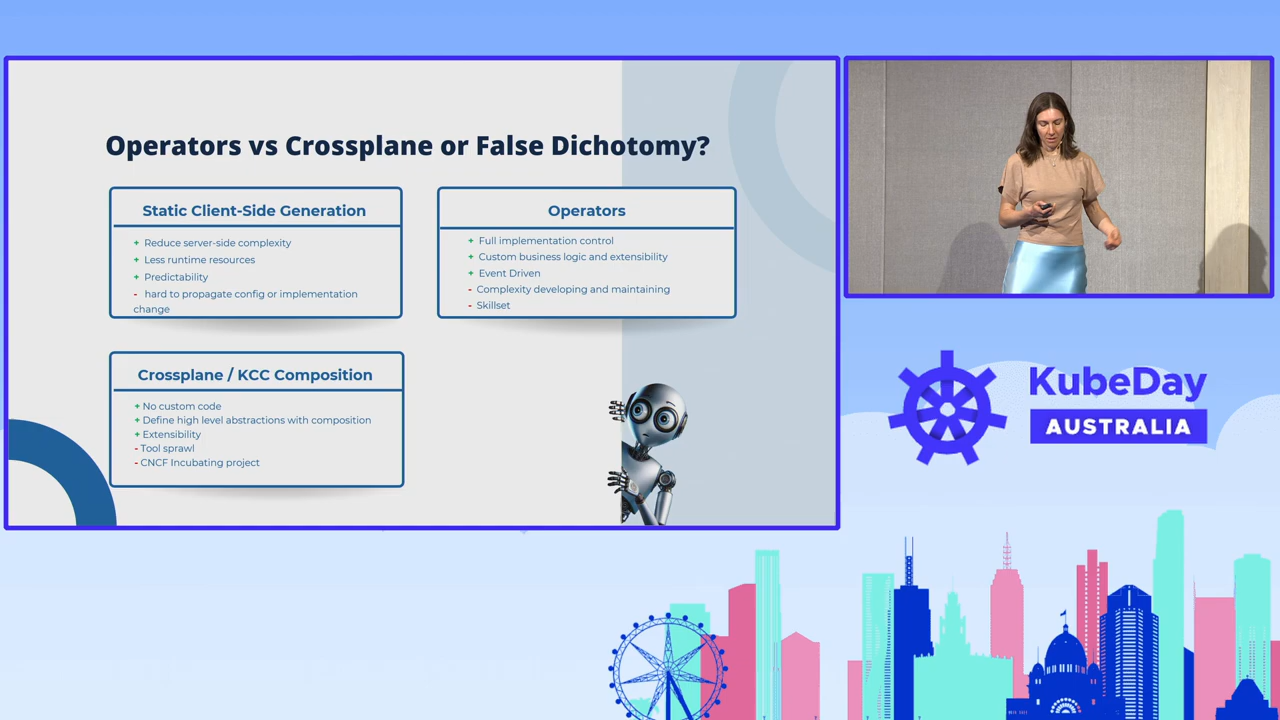 Operators vs Crossplane or False Dichotomy?
Static Client-Side Generation
+ Reduce server-side complexity
+ Less runtime resources
+ Predictability
- hard to propagate config or implementation
change
Operators
+ Full implementation control
+ Custom business logic and extensibility
+ Event Driven
- Complexity developing and maintaining
- Skillset
Crossplane / KCC Composition
+ No custom code
+ Define high level abstractions with composition
+ Extensibility
- Tool sprawl
- CNCF Incubating project
KubeDay
AUSTRALIA